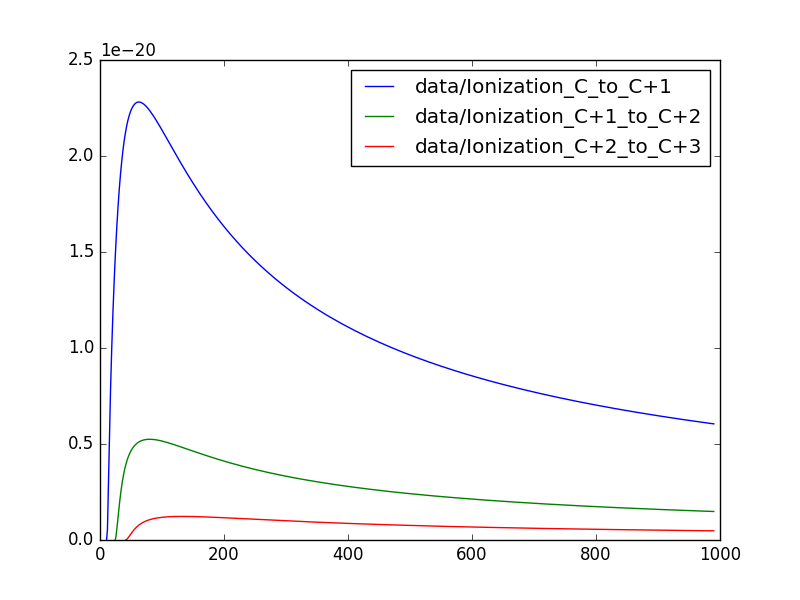 1e−20
2.5
2.0
1.5
1.0
0.5
0.0
0 200 400 600 800 1000
data/Ionization_C_to_C+1
data/Ionization_C+1_to_C+2
data/Ionization_C+2_to_C+3